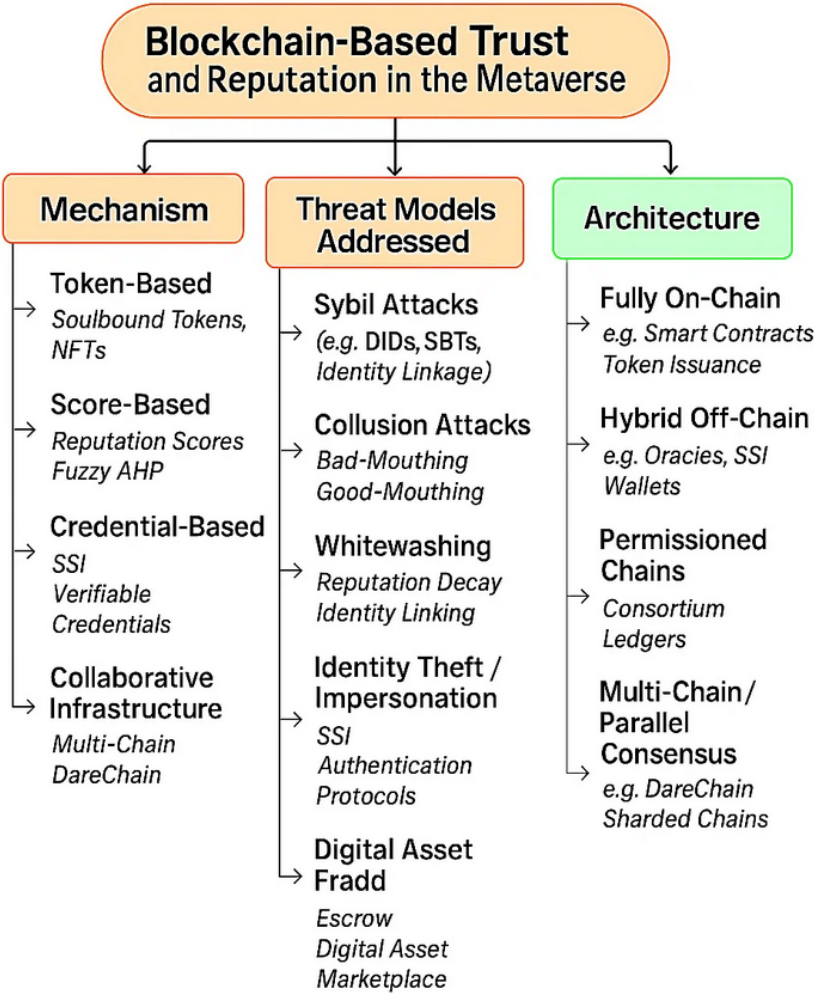 Blockchain-Based Trust
and Reputation in the Metaverse
Mechanism
Token-Based
Soulbound Tokens,
NFTs
Score-Based
Reputation Scores
Fuzzy AHP
Credential-Based
SSI
Verifiable
Credentials
Collaborative
Infrastructure
Multi-Chain
DareChain
Threat Models
Addressed
Sybil Attacks
(e.g. DIDs, SBTs,
Identity Linkage)
Collusion Attacks
Bad-Mouthing
Good-Mouthing
Whitewashing
Reputation Decay
Identity Linking
Identity Theft /
Impersonation
SSI
Authentication
Protocols
Digital Asset
Fradd
Escrow
Digital Asset
Marketplace
Architecture
Fully On-Chain
e.g. Smart Contracts
Token Issuance
Hybrid Off-Chain
e.g. Oracies, SSI
Wallets
Permissioned
Chains
Consortium
Ledgers
Multi-Chain/
Parallel
Consensus
e.g. DareChain
Sharded Chains